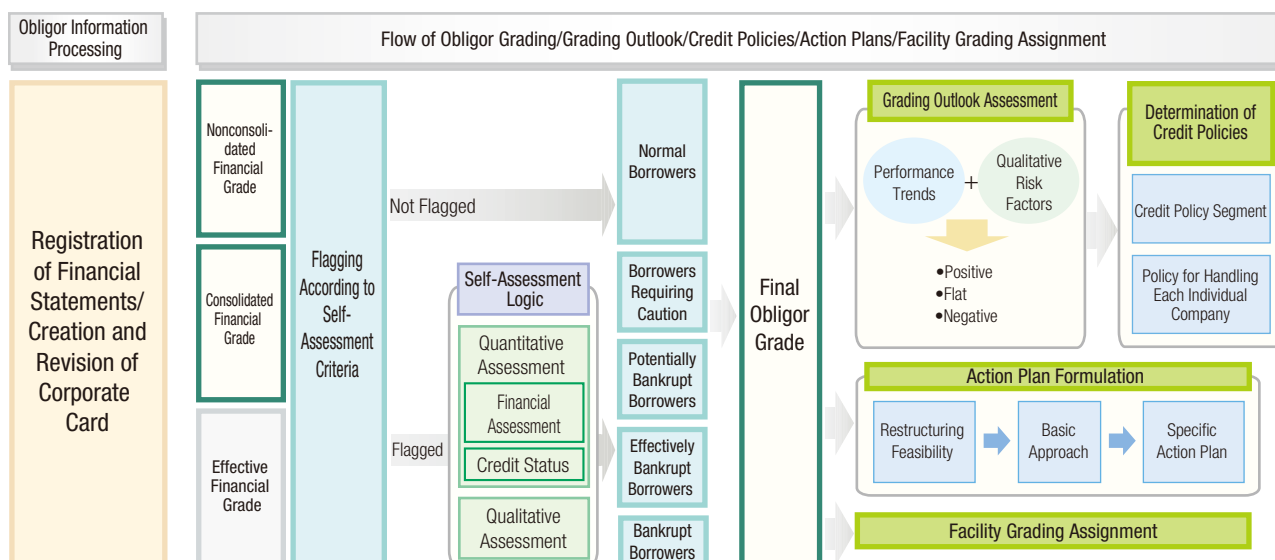 Obligor Information
Processing
Flow of Obligor Grading/Grading Outlook/Credit Policies/Action Plans/Facility Grading Assignment
Registration
of Financial
Statements/
Creation and
Revision of
Corporate
Card
Nonconsoli-
dated
Financial
Grade
Consolidated
Financial
Grade
Effective
Financial
Grade
Flagging
According to
Self-
Assessment
Criteria
Not Flagged
Flagged
Self-Assessment
Logic
Quantitative
Assessment
Financial
Assessment
Credit Status
Qualitative
Assessment
Normal
Borrowers
Borrowers
Requiring
Caution
Potentially
Bankrupt
Borrowers
Effectively
Bankrupt
Borrowers
Bankrupt
Borrowers
Final
Obligor
Grade
Grading Outlook Assessment
Performance
Trends
+
Qualitative
Risk
Factors
•Positive
•Flat
•Negative
Determination of
Credit Policies
Credit Policy Segment
Policy for Handling
Each Individual
Company
Action Plan Formulation
Restructuring
Feasibility
Basic
Approach
Specific
Action Plan
Facility Grading Assignment